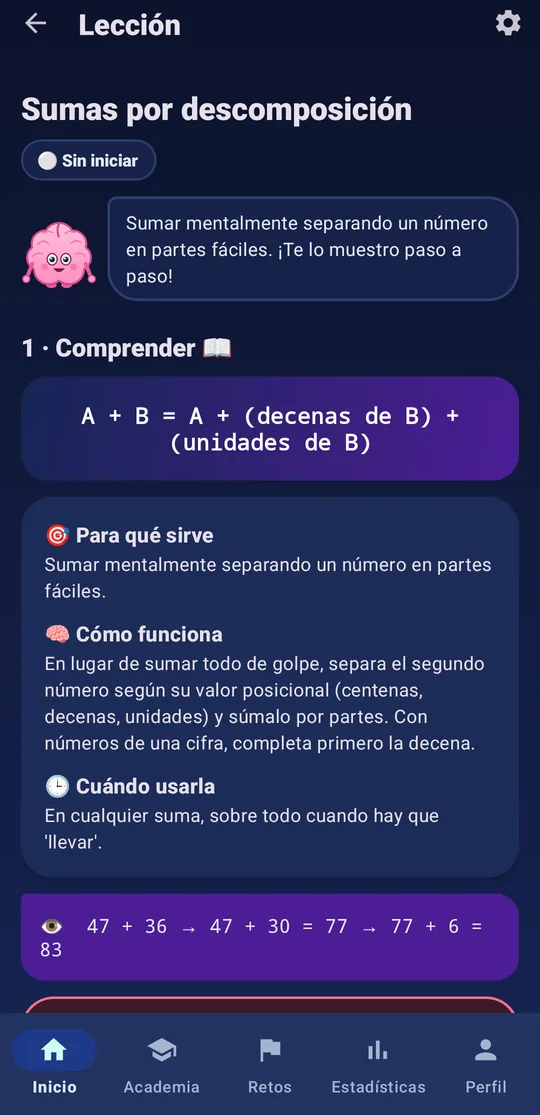 Lección
Sumas por descomposición
Sin iniciar
Sumar mentalmente separando un número
en partes fáciles. ¡Te lo muestro paso a
paso!
1 · Comprender
A + B = A + (decenas de B) +
(unidades de B)
Para qué sirve
Sumar mentalmente separando un número en partes
fáciles.
Cómo funciona
En lugar de sumar todo de golpe, separa el segundo
número según su valor posicional (centenas,
decenas, unidades) y súmalo por partes. Con
números de una cifra, completa primero la decena.
Cuándo usarla
En cualquier suma, sobre todo cuando hay que
'llevar'.
47 + 36 → 47 + 30 = 77 → 77 + 6 =
83
Inicio
Academia
Retos
Estadísticas
Perfil